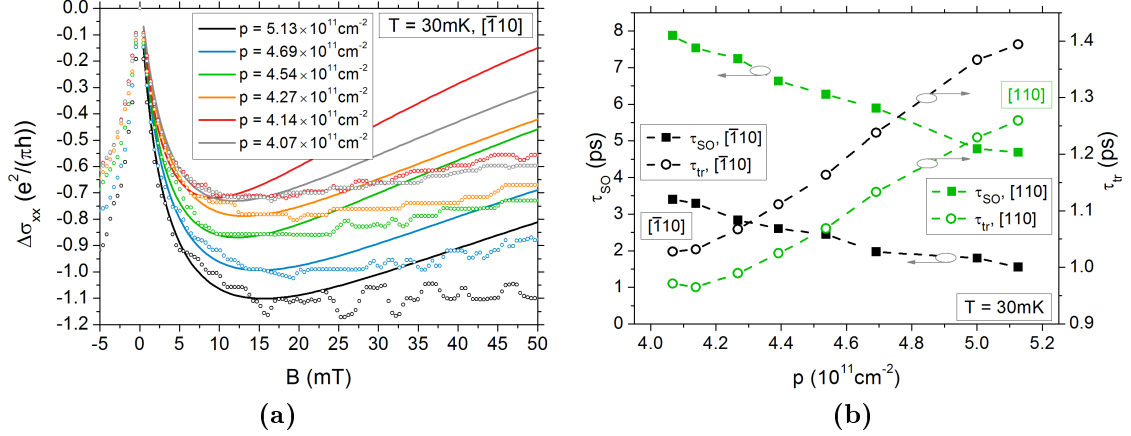 Δσxx (e²/(πh))
0.0
-0.1
-0.2
-0.3
-0.4
-0.5
-0.6
-0.7
-0.8
-0.9
-1.0
-1.1
-1.2
p = 5.13×10¹¹cm⁻²
p = 4.69×10¹¹cm⁻²
p = 4.54×10¹¹cm⁻²
p = 4.27×10¹¹cm⁻²
p = 4.14×10¹¹cm⁻²
p = 4.07×10¹¹cm⁻²
T = 30mK, [1̄10]
-5 0 5 10 15 20 25 30 35 40 45 50
B (mT)
(a)
τSO (ps)
8
7
6
5
4
3
2
1
0
[110]
τSO, [1̄10]
τtr, [1̄10]
[1̄10]
τSO, [110]
τtr, [110]
T = 30mK
1.4
1.3
1.2
1.1
1.0
0.9
τtr (ps)
4.0 4.2 4.4 4.6 4.8 5.0 5.2
p (10¹¹cm⁻²)
(b)